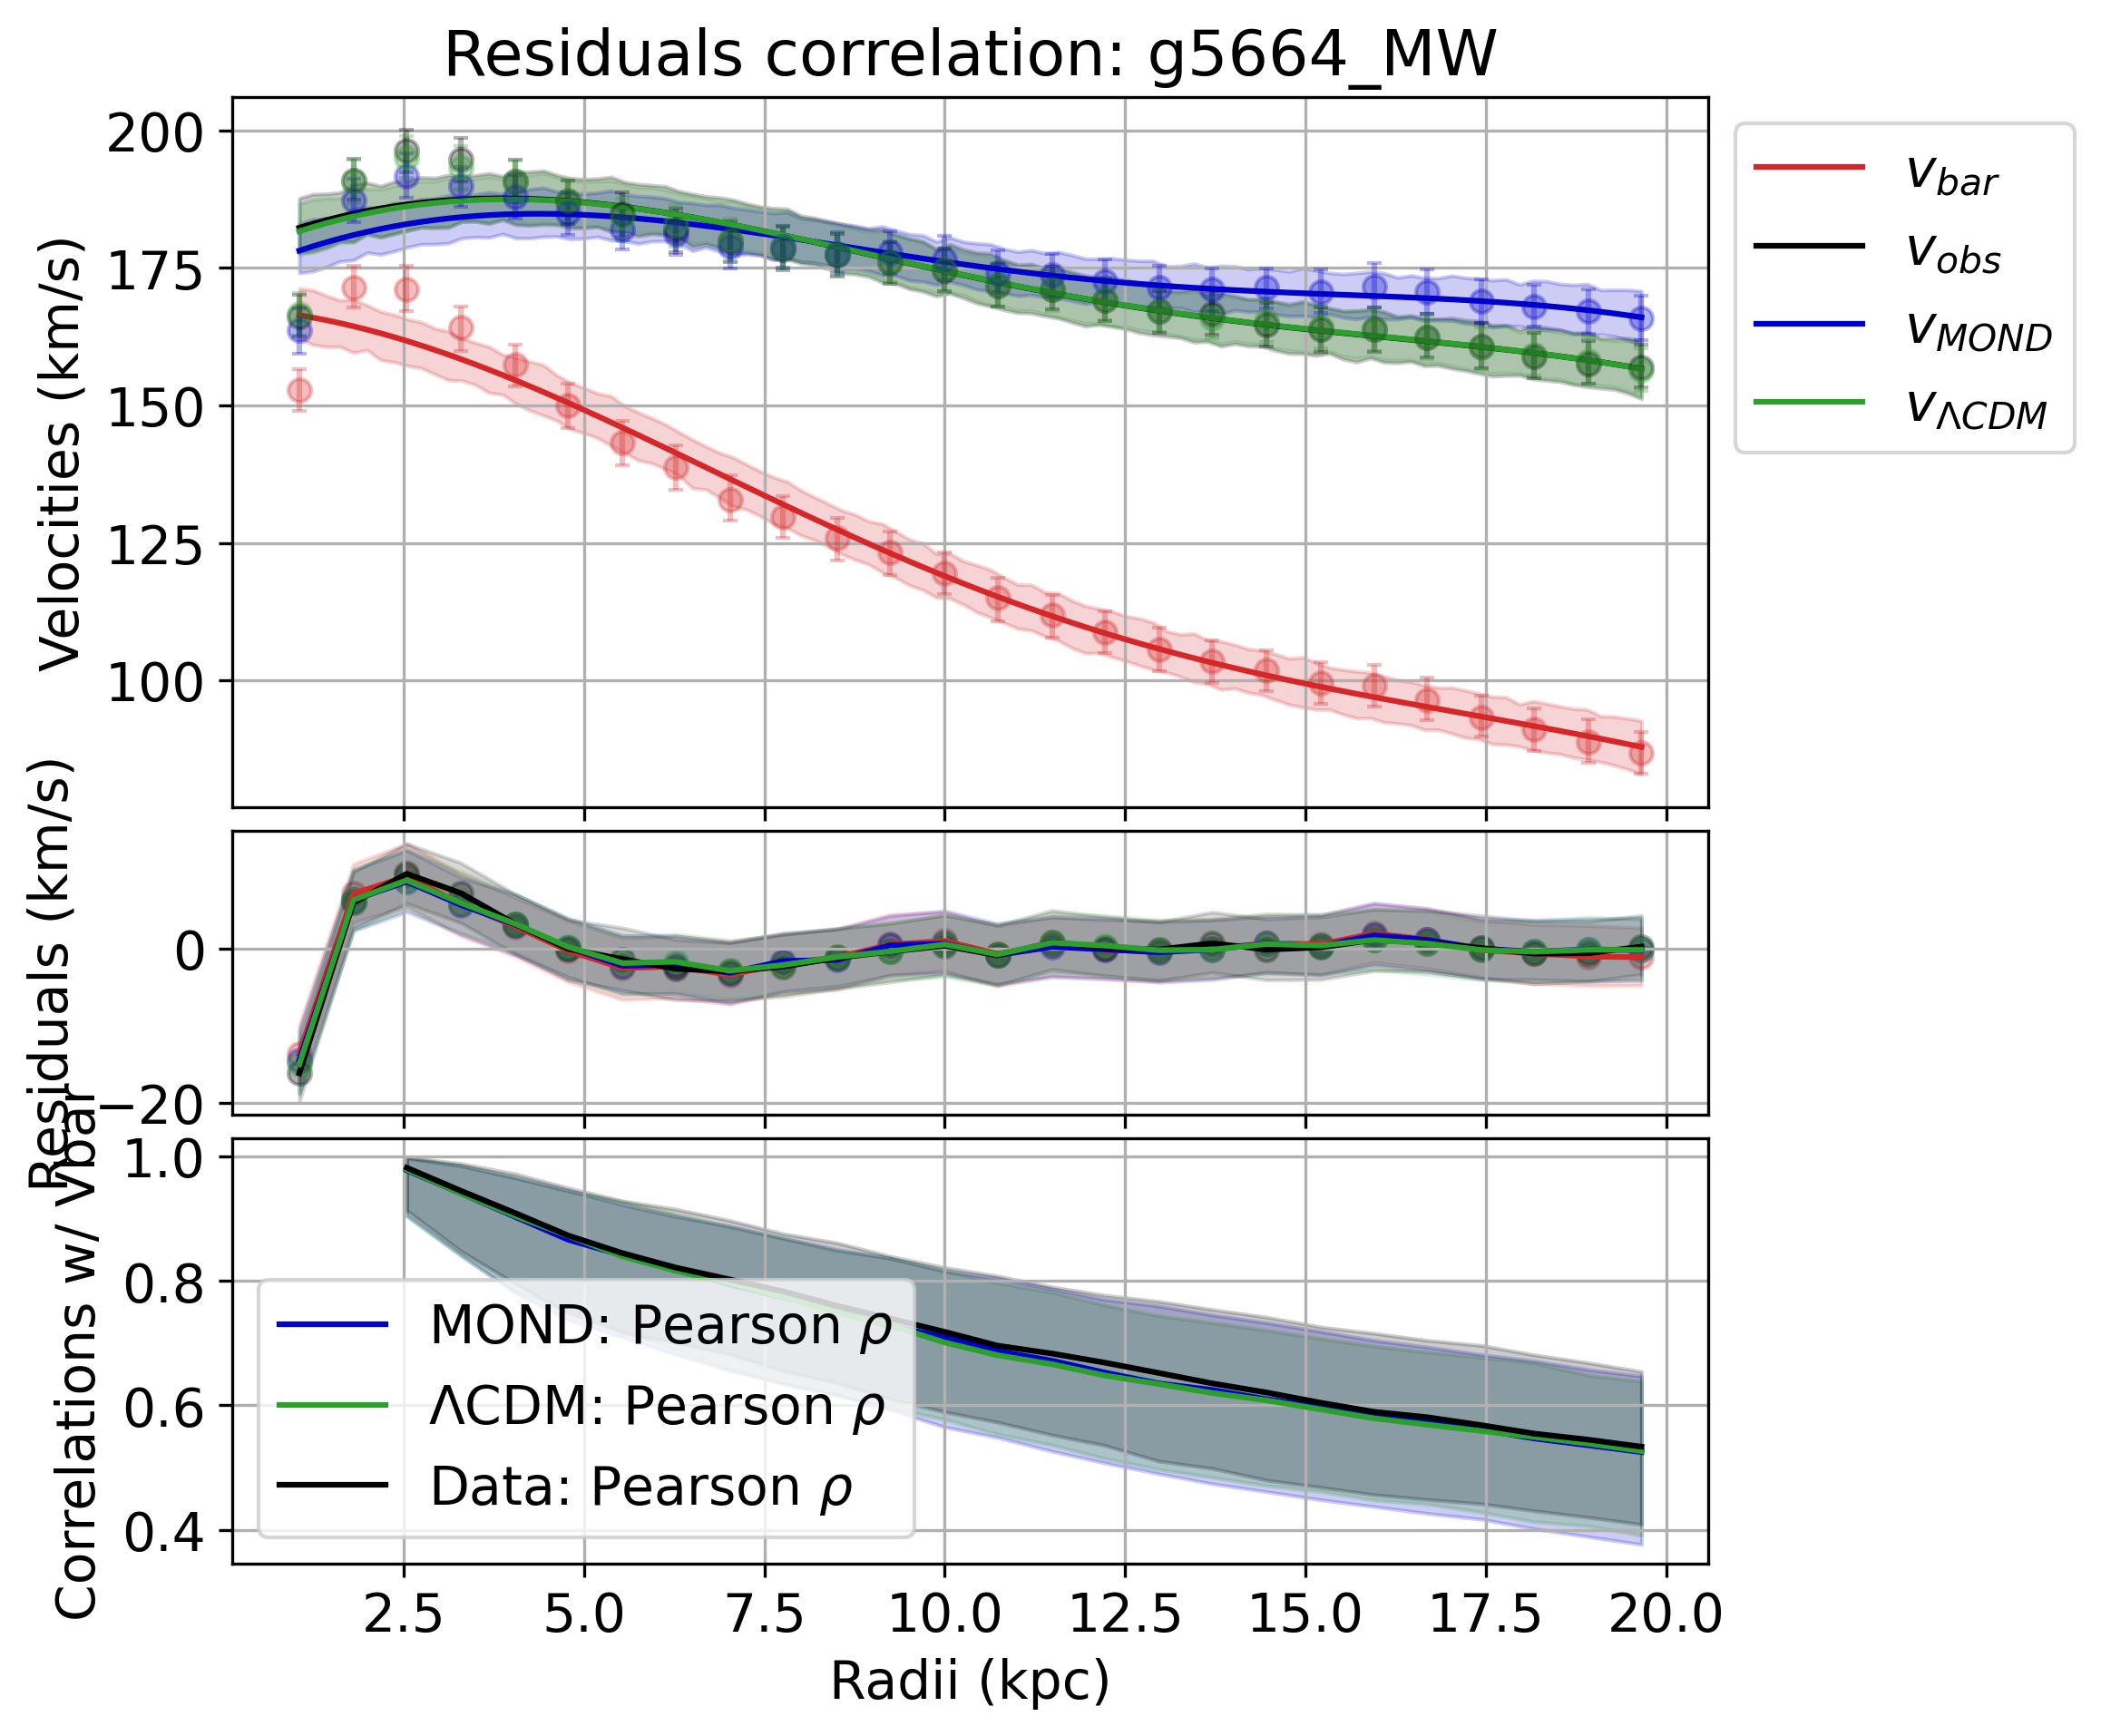 Residuals correlation: g5664_MW
Velocities (km/s)
200
175
150
125
100
v_bar
v_obs
v_MOND
v_ΛCDM
Residuals (km/s)
0
−20
Correlations w/ Vbar
1.0
0.8
0.6
0.4
MOND: Pearson ρ
ΛCDM: Pearson ρ
Data: Pearson ρ
2.5 5.0 7.5 10.0 12.5 15.0 17.5 20.0
Radii (kpc)